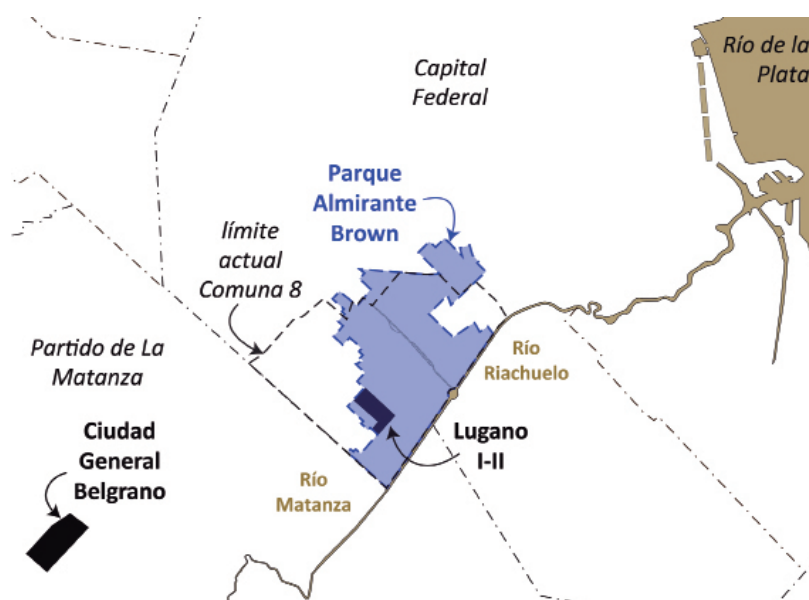 Río de la
Plata
Capital
Federal
Parque
Almirante
Brown
límite
actual
Comuna 8
Partido de La
Matanza
Río
Riachuelo
Ciudad
General
Belgrano
Lugano
I-II
Río
Matanza